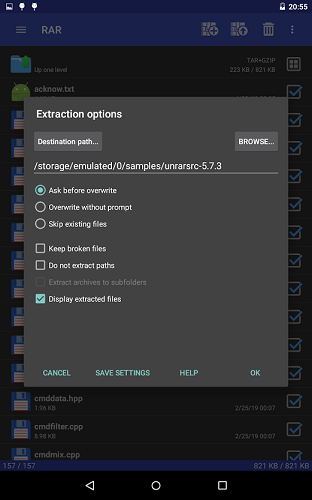 20:55
RAR
TAR+GZIP
Up one level
223 KB / 821 KB
acknow.txt
Extraction options
Destination path...
BROWSE...
/storage/emulated/0/samples/unrarsrc-5.7.3
Ask before overwrite
Overwrite without prompt
Skip existing files
Keep broken files
Do not extract paths
Extract archives to subfolders
Display extracted files
CANCEL
SAVE SETTINGS
HELP
OK
cmddata.hpp
1.96 KB
2/25/19 00:07
cmdfilter.cpp
8.98 KB
2/25/19 00:07
cmdmix.cpp
157 / 157
821 KB / 821 KB